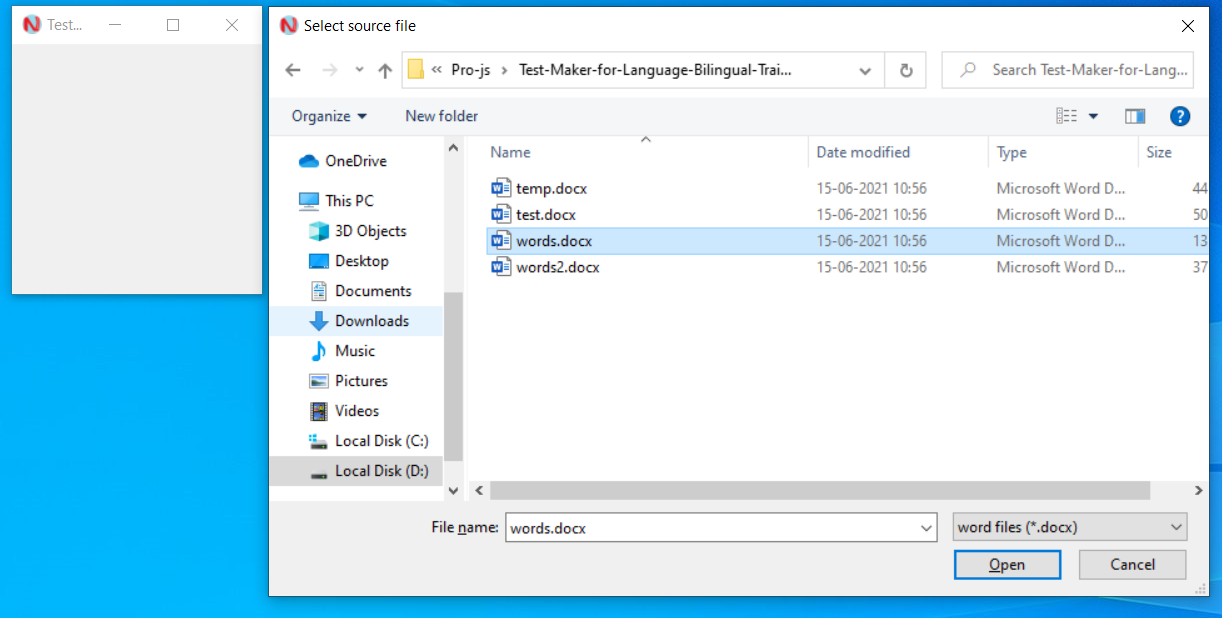 Test...
Select source file
« Pro-js › Test-Maker-for-Language-Bilingual-Trai...
Search Test-Maker-for-Lang...
Organize
New folder
?
OneDrive
This PC
3D Objects
Desktop
Documents
Downloads
Music
Pictures
Videos
Local Disk (C:)
Local Disk (D:)
Name Date modified Type Size
temp.docx 15-06-2021 10:56 Microsoft Word D... 44
test.docx 15-06-2021 10:56 Microsoft Word D... 50
words.docx 15-06-2021 10:56 Microsoft Word D... 13
words2.docx 15-06-2021 10:56 Microsoft Word D... 37
File name: words.docx word files (*.docx)
Open Cancel